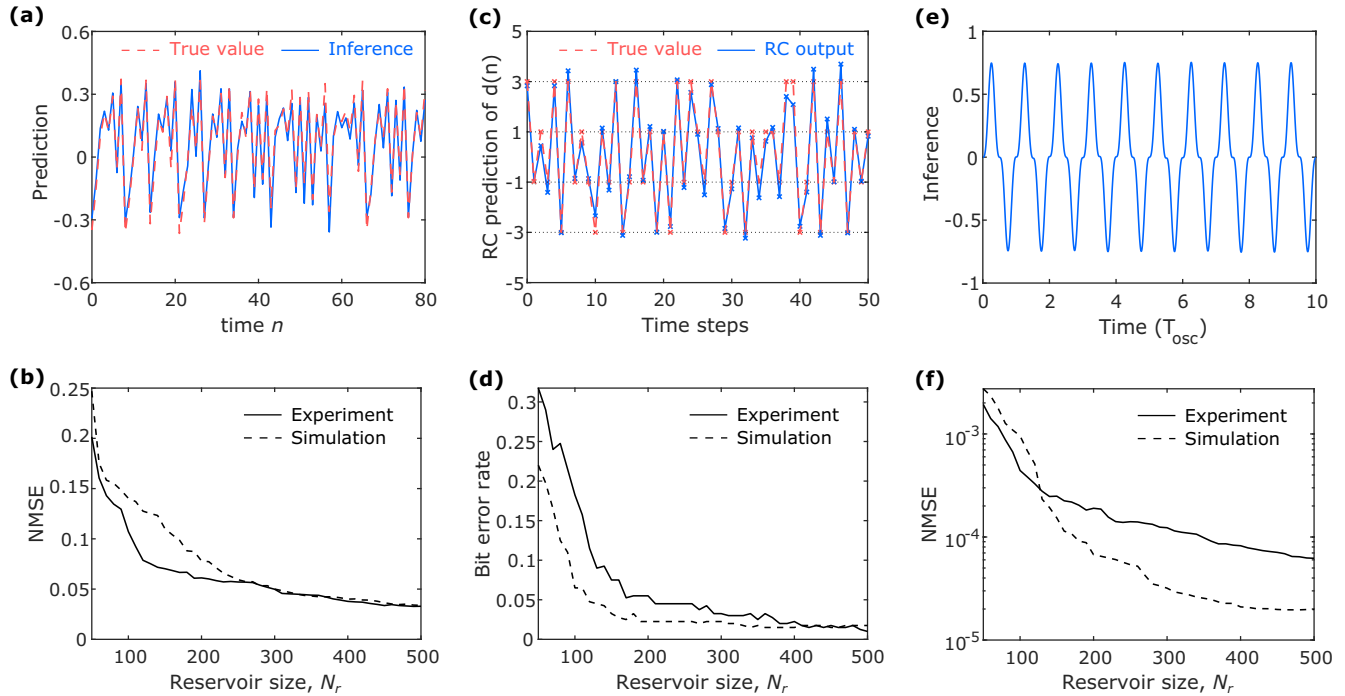 (a)
True value
Inference
Prediction
0.6
0.3
0
-0.3
-0.6
0
20
40
60
80
time n
(c)
True value
RC output
RC prediction of d(n)
5
3
1
-1
-3
-5
0
10
20
30
40
50
Time steps
(e)
Inference
1
0.5
0
-0.5
-1
0
2
4
6
8
10
Time (Tosc)
(b)
Experiment
Simulation
NMSE
0.25
0.2
0.15
0.1
0.05
0
100
200
300
400
500
Reservoir size, Nr
(d)
Experiment
Simulation
Bit error rate
0.3
0.25
0.2
0.15
0.1
0.05
0
100
200
300
400
500
Reservoir size, Nr
(f)
Experiment
Simulation
NMSE
10-3
10-4
10-5
100
200
300
400
500
Reservoir size, Nr